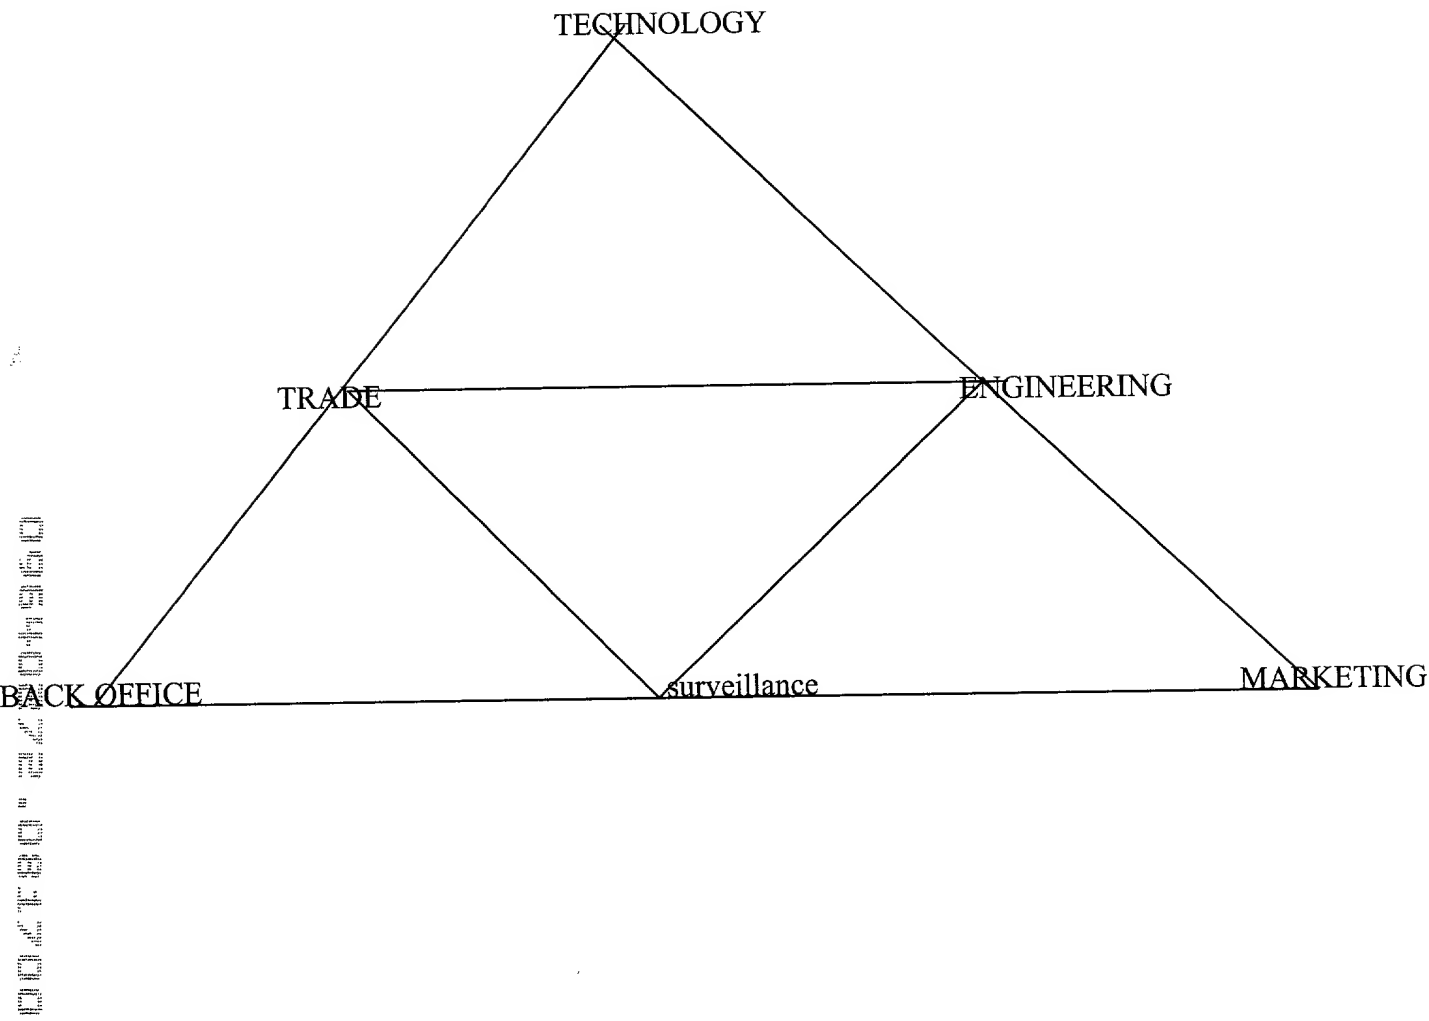 TECHNOLOGY
TRADE
ENGINEERING
BACK OFFICE
surveillance
MARKETING